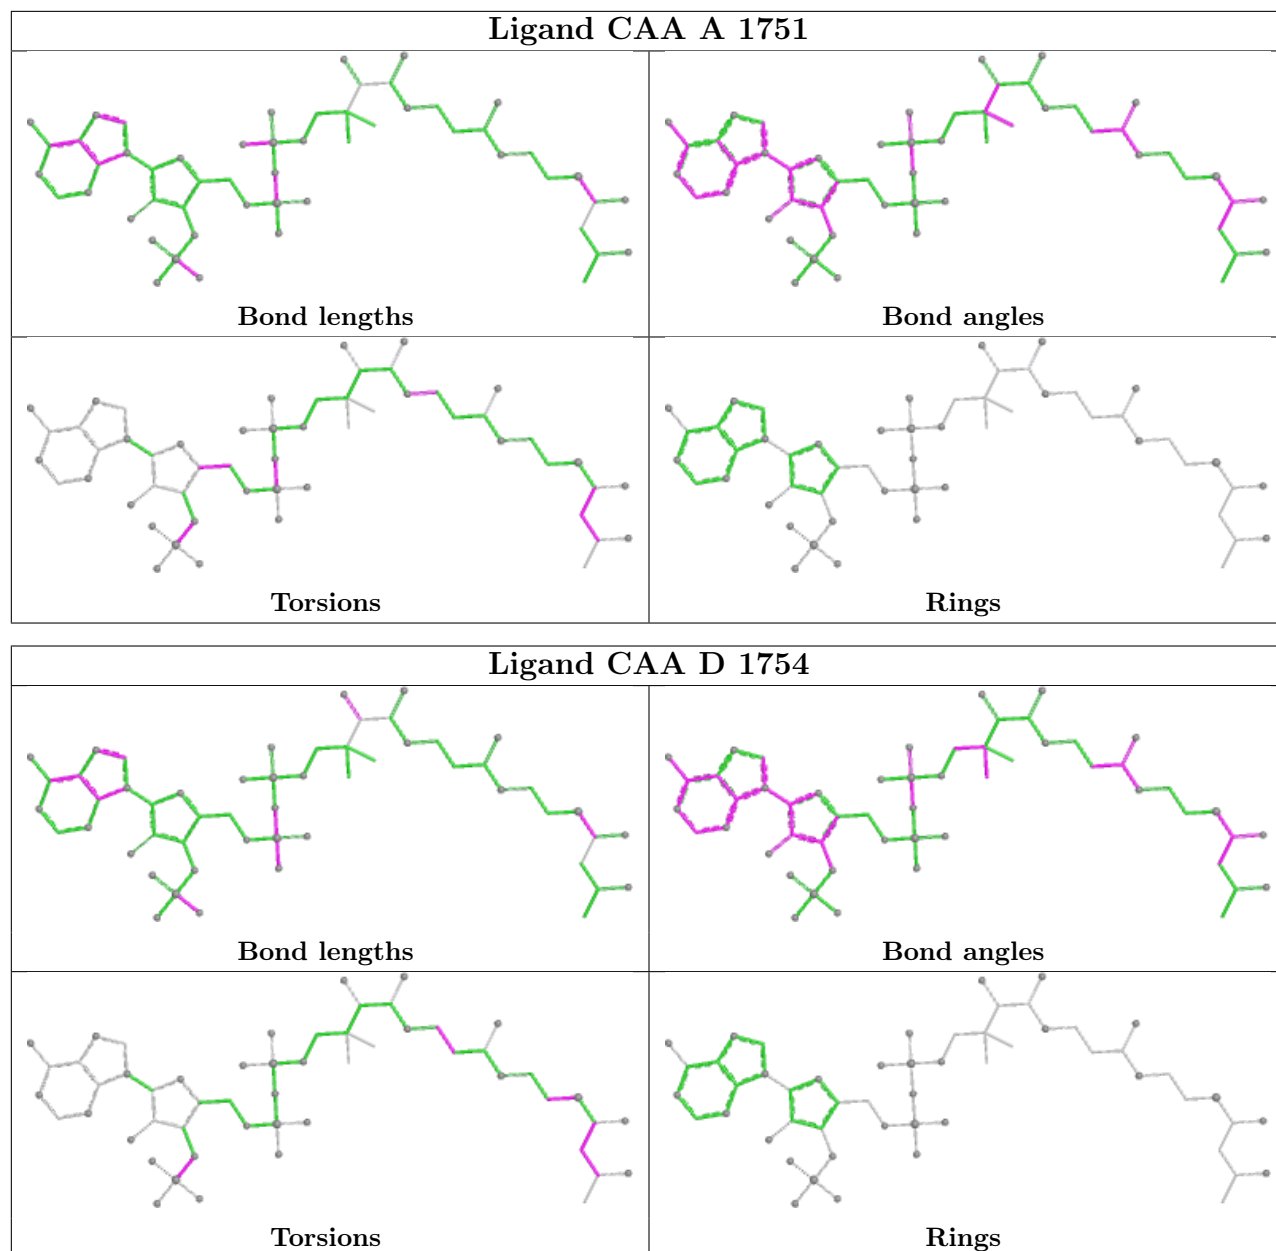 Ligand CAA A 1751
Bond lengths
Bond angles
Torsions
Rings
Ligand CAA D 1754
Bond lengths
Bond angles
Torsions
Rings